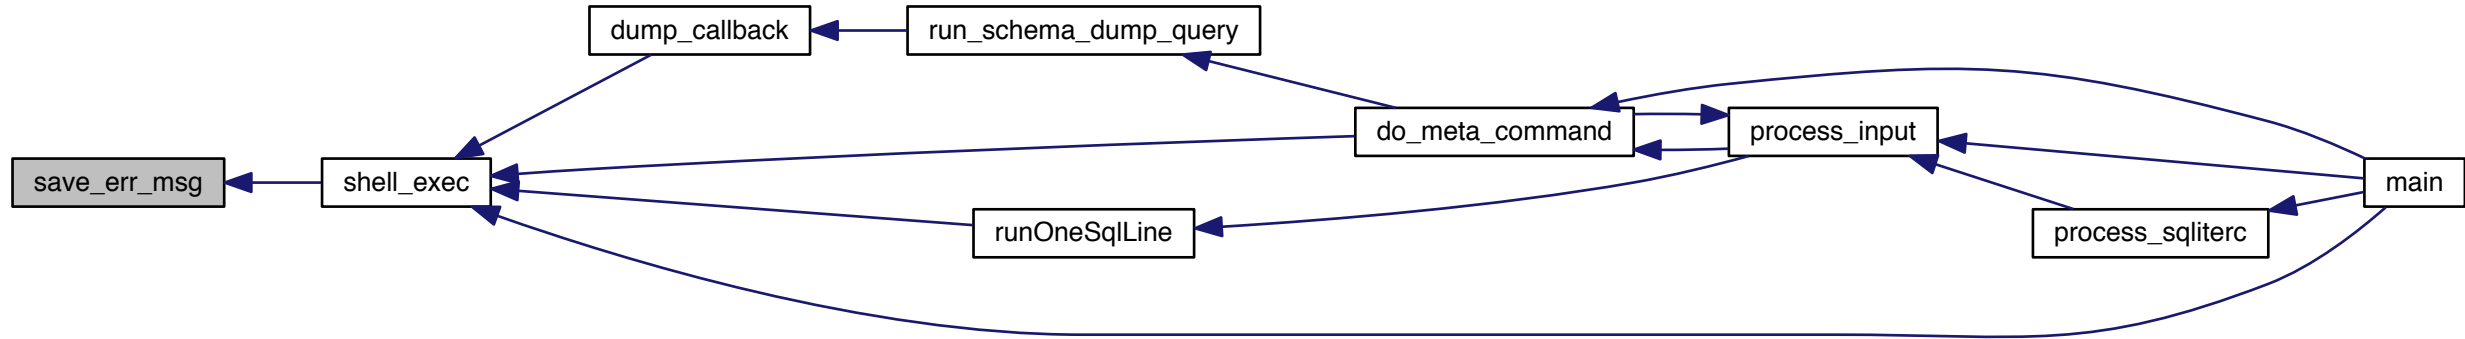 dump_callback
run_schema_dump_query
do_meta_command
process_input
save_err_msg
shell_exec
main
runOneSqlLine
process_sqliterc